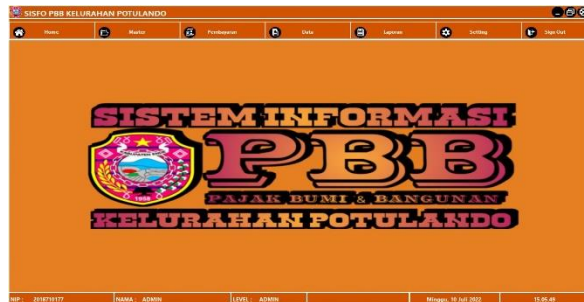 SISFO PBB KELURAHAN POTULANDO
Home Master Pembayaran Data Laporan Setting Sign Out
SISTEM INFORMASI
PBB
PAJAK BUMI & BANGUNAN
KELURAHAN POTULANDO
1958
NIP : 2018710177 NAMA : ADMIN LEVEL : ADMIN Minggu, 10 Juli 2022 15.05.49